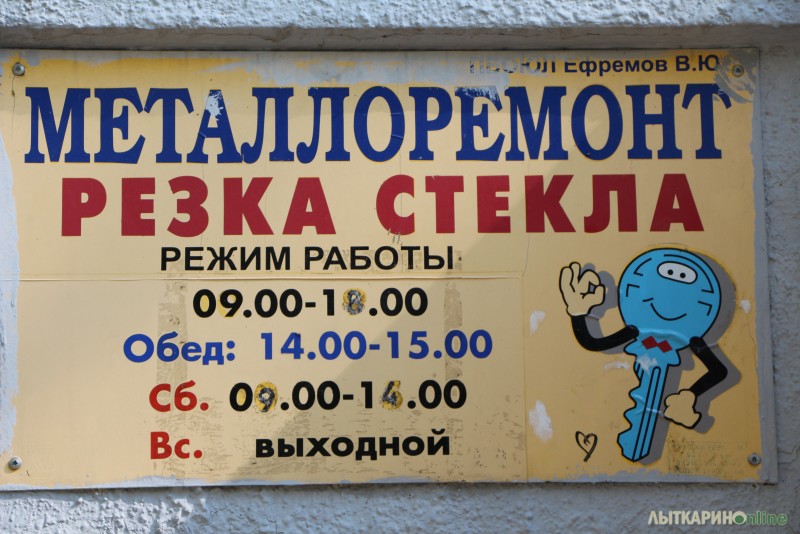 Ефремов В.Ю
МЕТАЛЛОРЕМОНТ
РЕЗКА СТЕКЛА
РЕЖИМ РАБОТЫ
09.00-18.00
Обед: 14.00-15.00
Сб. 09.00-16.00
Вс. выходной
ЛЫТКАРИНОonline